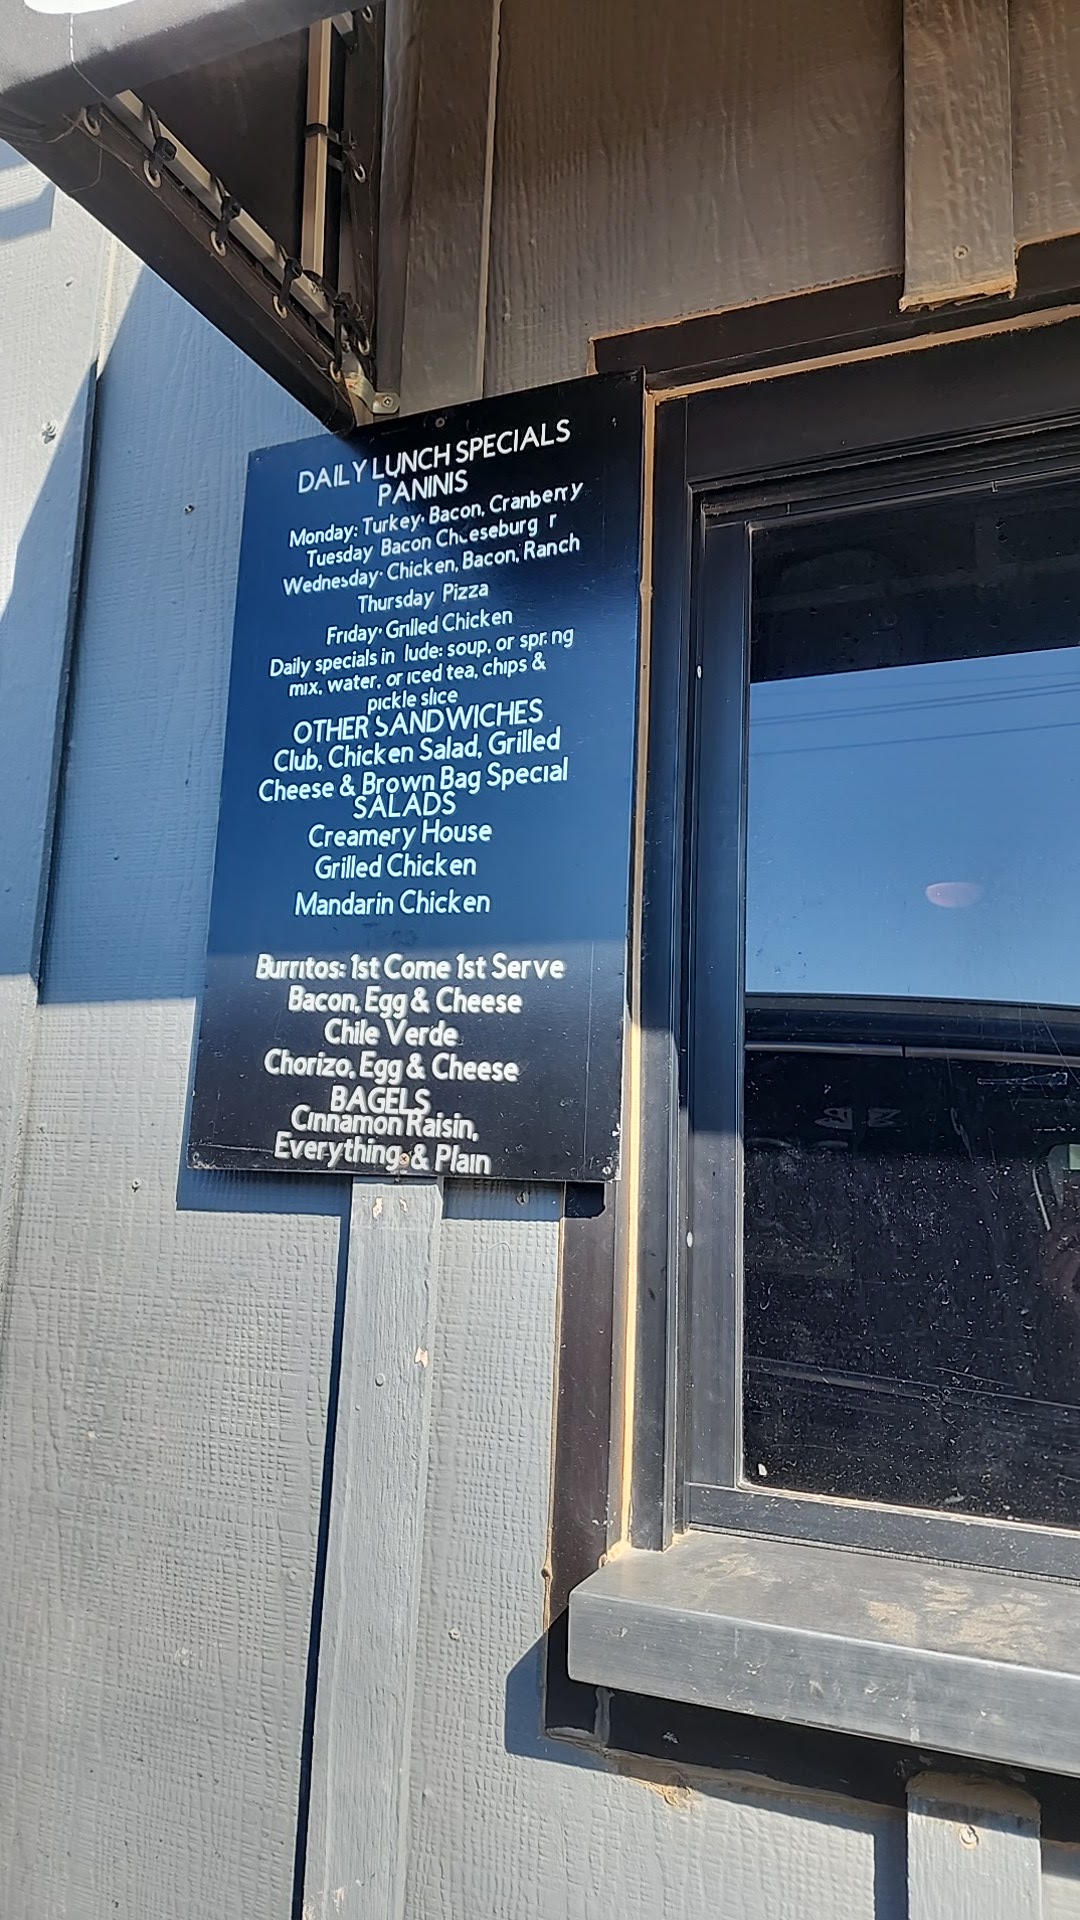 DAILY LUNCH SPECIALS
PANINIS
Monday: Turkey, Bacon, Cranberry
Tuesday Bacon Cheeseburg r
Wednesday: Chicken, Bacon, Ranch
Thursday Pizza
Friday: Grilled Chicken
Daily specials in lude: soup, or spring
mix, water, or iced tea, chips &
pickle slice
OTHER SANDWICHES
Club, Chicken Salad, Grilled
Cheese & Brown Bag Special
SALADS
Creamery House
Grilled Chicken
Mandarin Chicken
Burritos: 1st Come 1st Serve
Bacon, Egg & Cheese
Chile Verde
Chorizo, Egg & Cheese
BAGELS
Cinnamon Raisin,
Everything & Plain